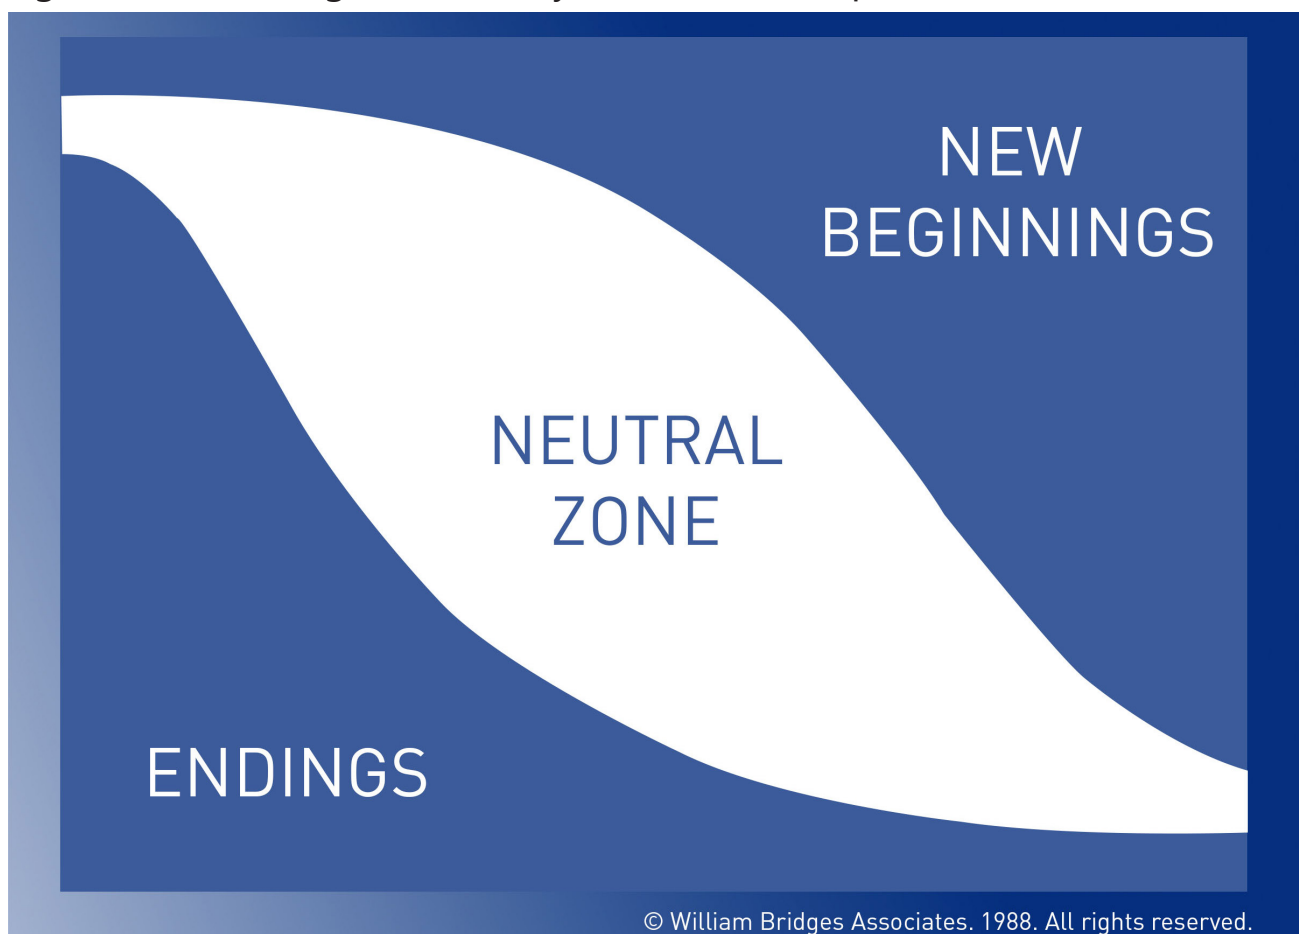 NEW
BEGINNINGS
NEUTRAL
ZONE
ENDINGS
© William Bridges Associates. 1988. All rights reserved.